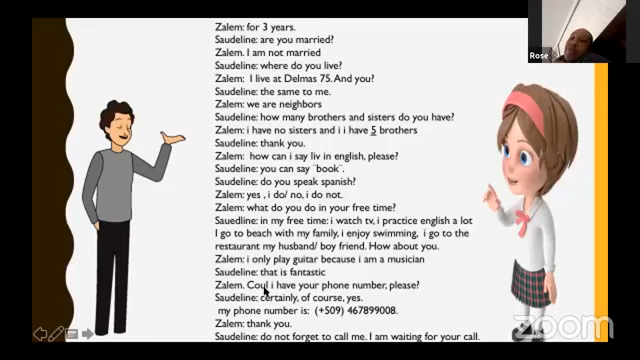 Zalem: for 3 years.
Saudeline: are you married?
Zalem. I am not married
Saudeline: where do you live?
Zalem:  I live at Delmas 75. And you?
Saudeline: the same to me.
Zalem: we are neighbors
Saudeline: how many brothers and sisters do you have?
Zalem: i have no sisters and i i have 5 brothers
Saudeline: thank you.
Zalem:  how can i say liv in english, please?
Saudeline: you can say ¨book¨.
Saudeline: do you speak spanish?
Zalem: yes , i do/ no, i do not.
Zalem: what do you do in your free time?
Sauedline: in my free time: i watch tv, i practice english a lot
I go to beach with my family, i enjoy swimming,  i go to the
restaurant my husband/ boy friend. How about you.
Zalem: i only play guitar because i am a musician
Saudeline: that is fantastic
Zalem. Coul i have your phone number, please?
Saudeline: certainly, of course, yes.
my phone number is:  (+509) 467899008.
Zalem: thank you.
Saudeline: do not forget to call me. I am waiting for your call.
Rose
zoom